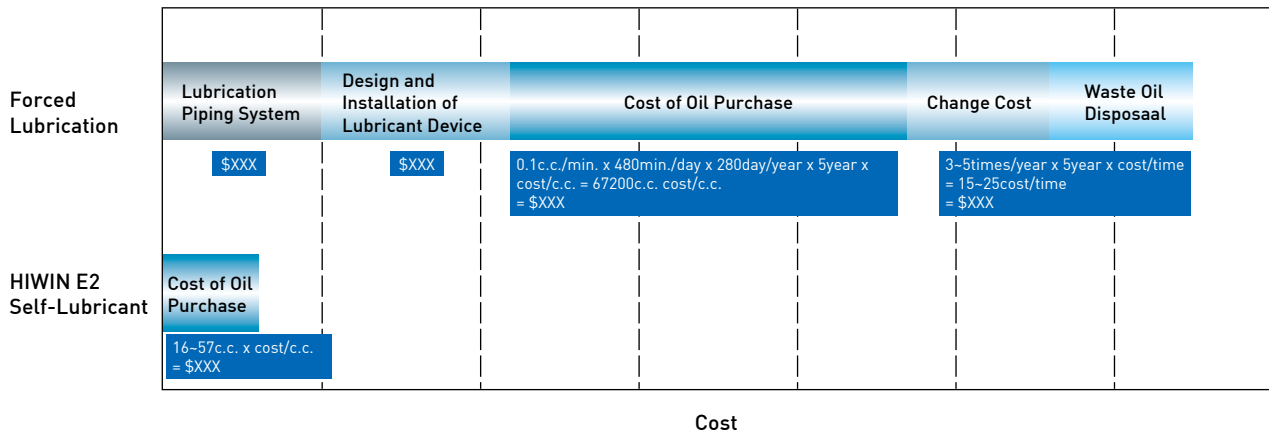 Forced
Lubrication
Lubrication
Piping System
Design and
Installation of
Lubricant Device
Cost of Oil Purchase
Change Cost
Waste Oil
Disposaal
$XXX
$XXX
0.1c.c./min. x 480min./day x 280day/year x 5year x
cost/c.c. = 67200c.c. cost/c.c.
= $XXX
3~5times/year x 5year x cost/time
= 15~25cost/time
= $XXX
HIWIN E2
Self-Lubricant
Cost of Oil
Purchase
16~57c.c. x cost/c.c.
= $XXX
Cost